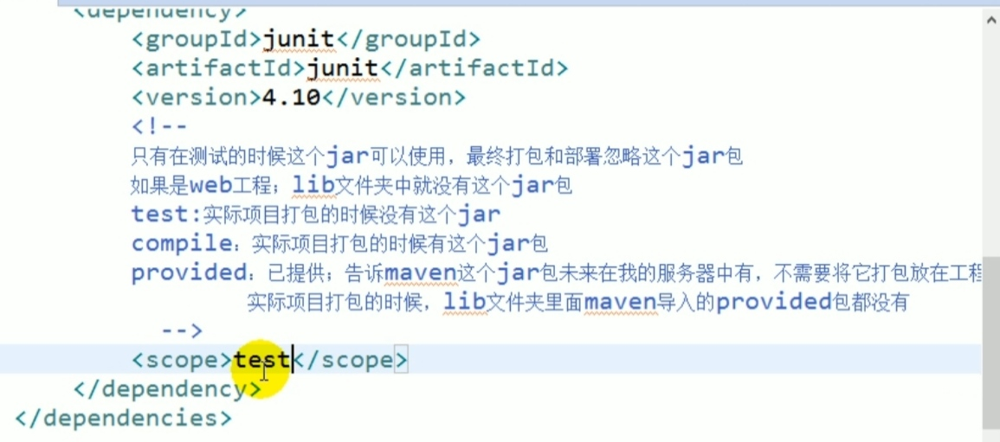 <dependency>
<groupId>junit</groupId>
<artifactId>junit</artifactId>
<version>4.10</version>
<!--
只有在测试的时候这个jar可以使用，最终打包和部署忽略这个jar包
如果是web工程；lib文件夹中就没有这个jar包
test:实际项目打包的时候没有这个jar
compile：实际项目打包的时候有这个jar包
provided：已提供；告诉maven这个jar包未来在我的服务器中有，不需要将它打包放在工程
实际项目打包的时候，lib文件夹里面maven导入的provided包都没有
-->
<scope>test</scope>
</dependency>
</dependencies>